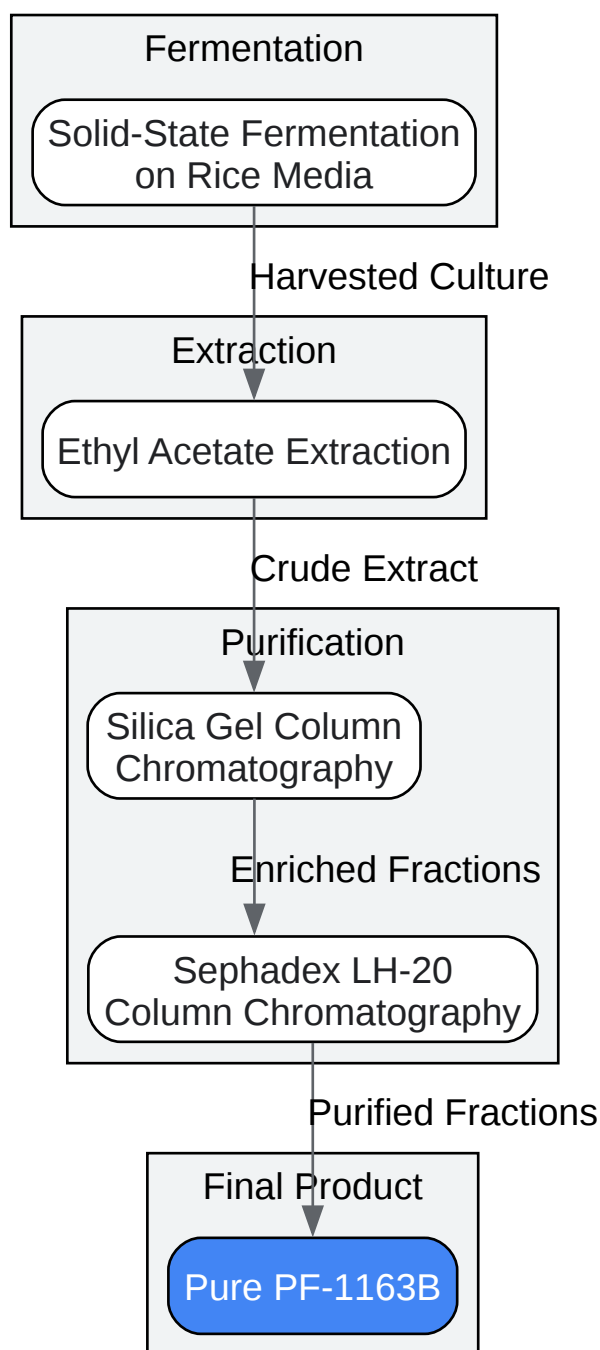 Fermentation
Solid-State Fermentation
on Rice Media
Harvested Culture
Extraction
Ethyl Acetate Extraction
Crude Extract
Purification
Silica Gel Column
Chromatography
Enriched Fractions
Sephadex LH-20
Column Chromatography
Purified Fractions
Final Product
Pure PF-1163B